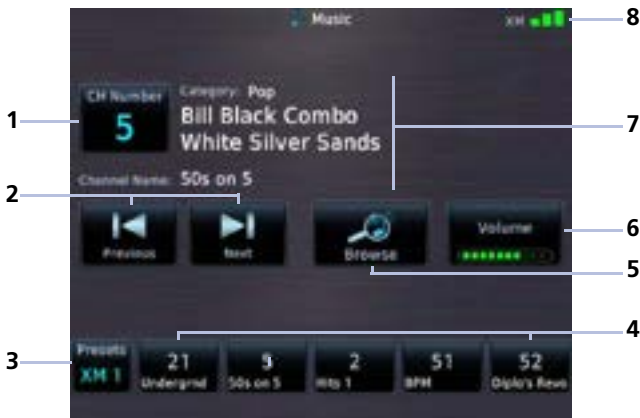 Music
XM
8
CH Number
5
1
Category: Pop
Bill Black Combo
White Silver Sands
7
Channel Name: 50s on 5
2
Previous
Next
Browse
Volume
6
5
4
3
Presets
XM 1
21
Undergrnd
5
50s on 5
2
Hits 1
51
BPM
52
Diplo's Revo